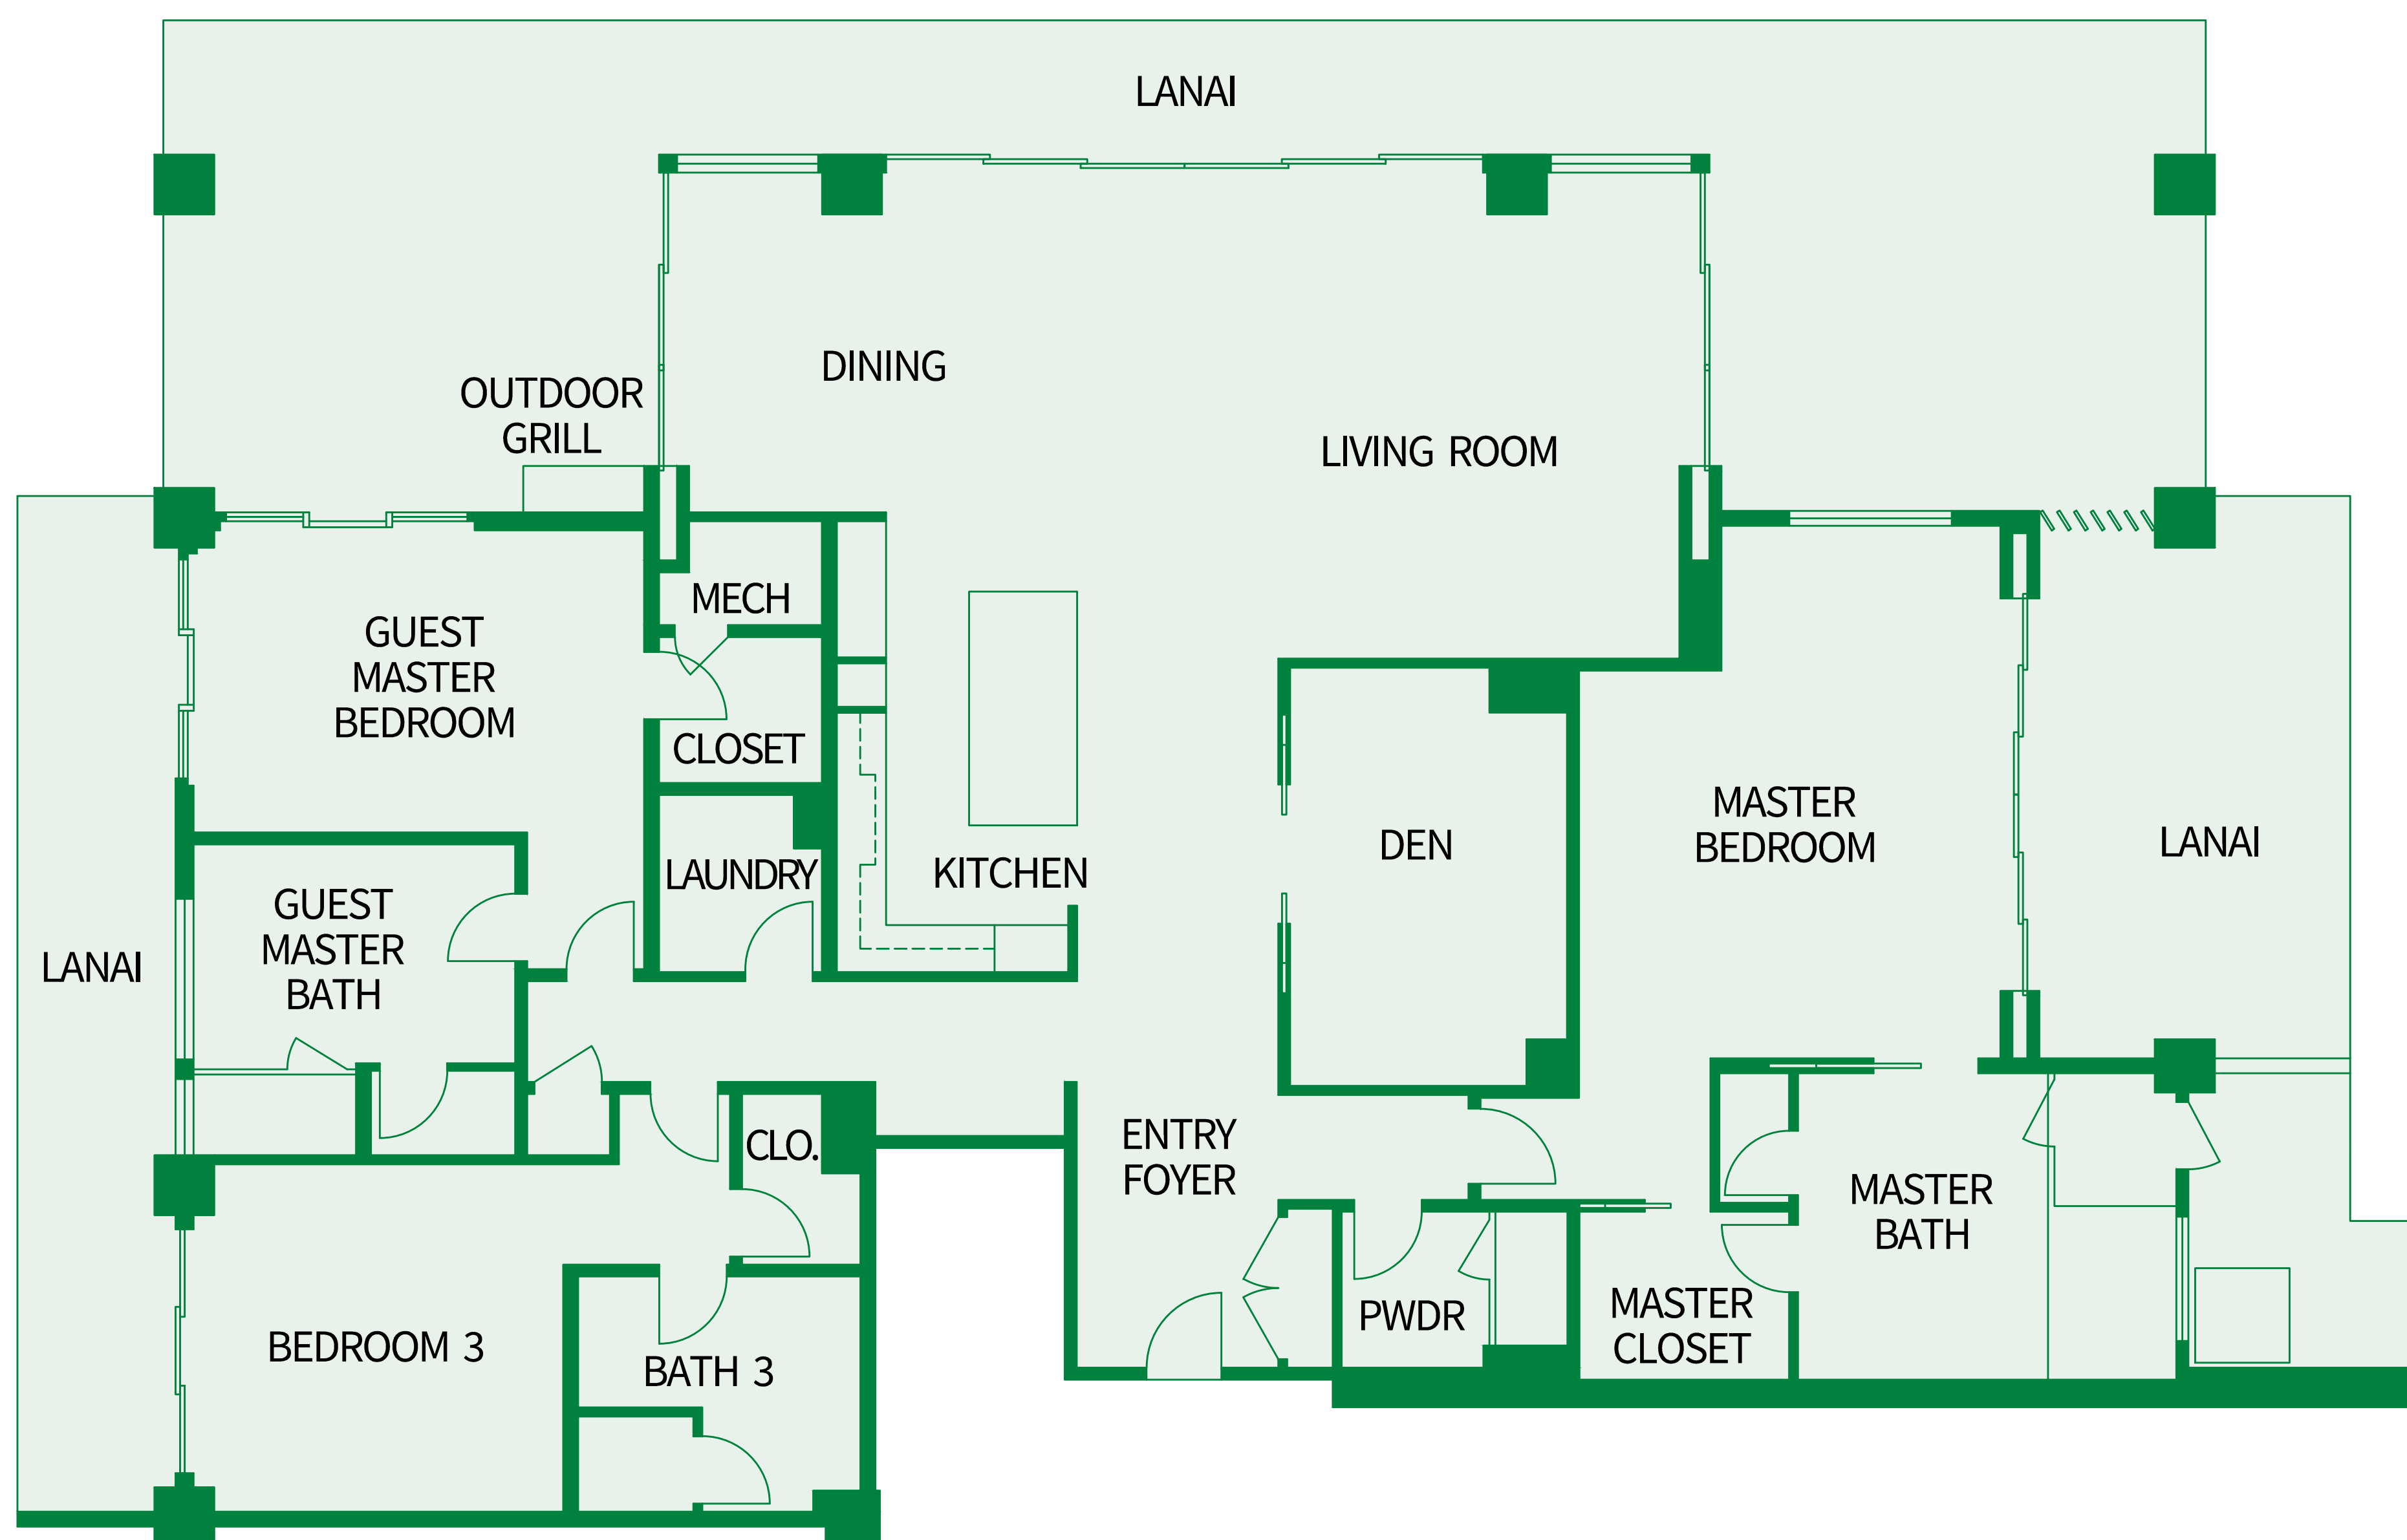 LANAI
DINING
OUTDOOR
GRILL
LIVING ROOM
MECH
GUEST
MASTER
BEDROOM
CLOSET
MASTER
BEDROOM
LANAI
DEN
LAUNDRY
KITCHEN
GUEST
MASTER
BATH
LANAI
CLO.
ENTRY
FOYER
MASTER
BATH
PWDR
MASTER
CLOSET
BEDROOM 3
BATH 3